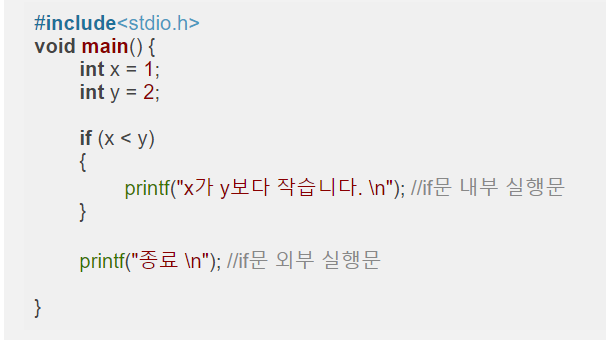 #include<stdio.h>
void main() {
int x = 1;
int y = 2;
if (x < y)
{
printf("x가 y보다 작습니다. \n"); //if문 내부 실행문
}
printf("종료 \n"); //if문 외부 실행문
}